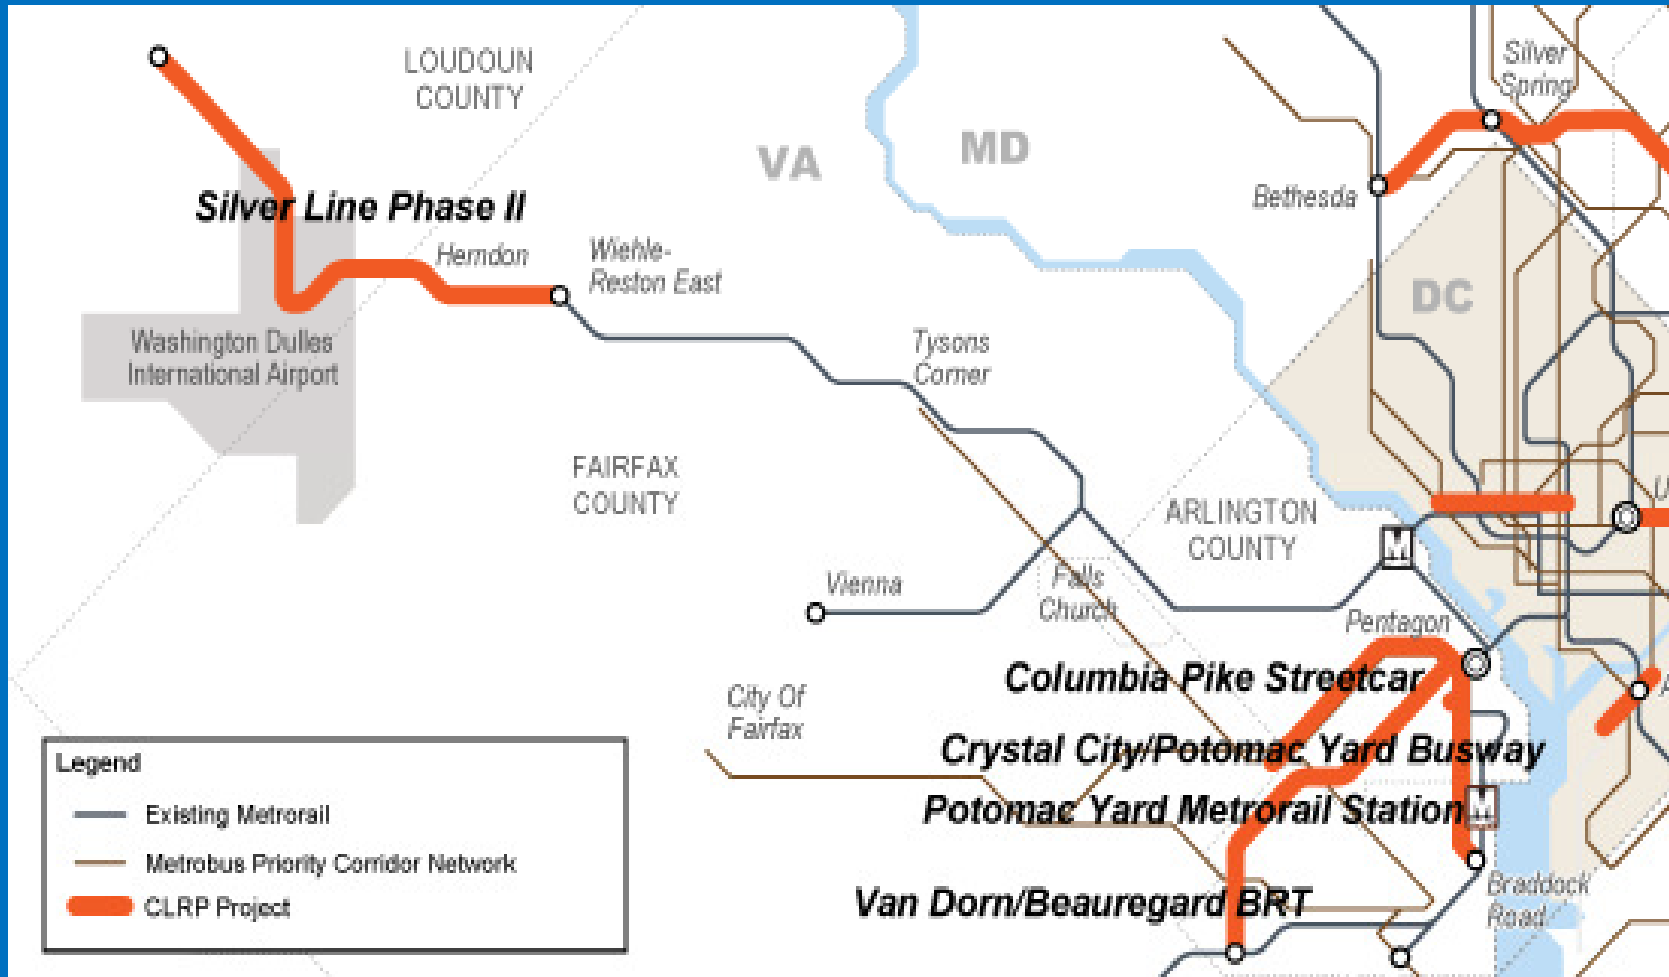 LOUDOUN
COUNTY
Silver
Spring
VA
MD
Bethesda
Silver Line Phase II
Herndon
Wiehle-
Reston East
DC
Washington Dulles
International Airport
Tysons
Corner
FAIRFAX
COUNTY
ARLINGTON
COUNTY
U
M
Vienna
Falls
Church
Pentagon
Columbia Pike Streetcar
City Of
Fairfax
Crystal City/Potomac Yard Busway
Potomac Yard Metrorail Station
M
Van Dorn/Beauregard BRT
Braddock
Road
Legend
Existing Metrorail
Metrobus Priority Corridor Network
CLRP Project